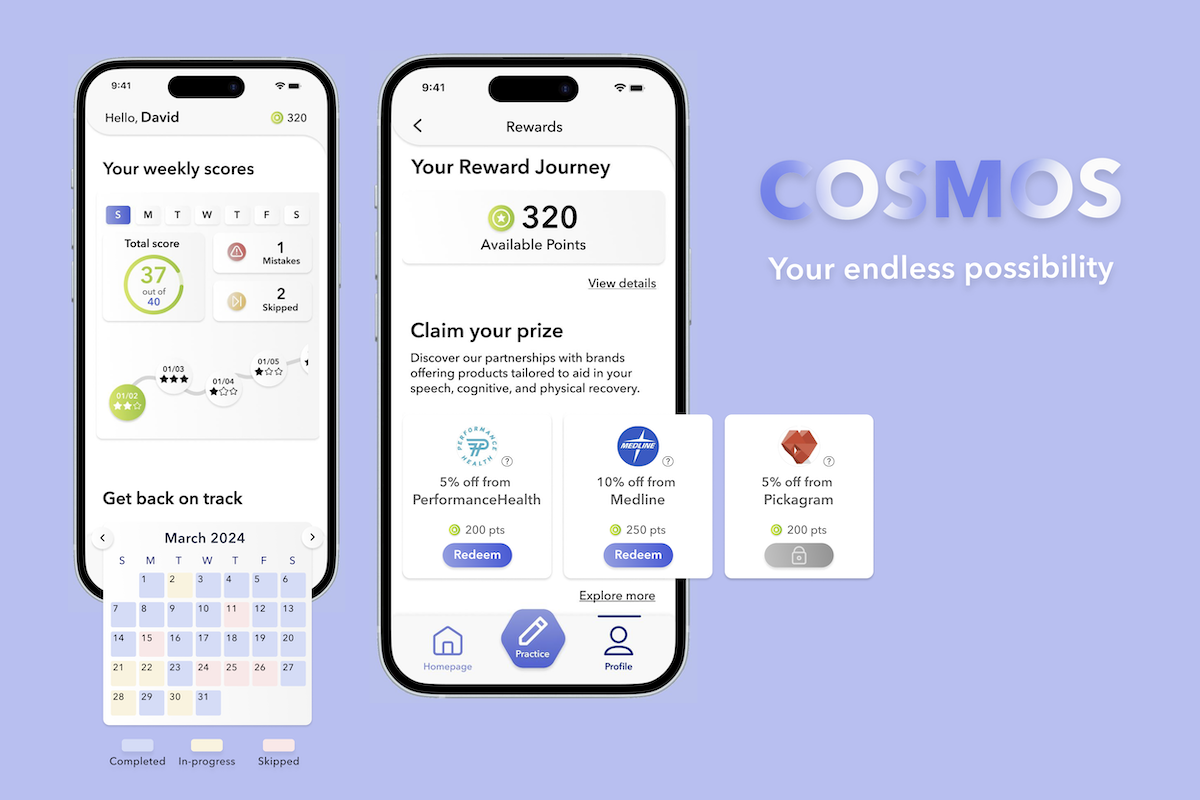 9:41
Hello, David
320
Your weekly scores
S M T W T F S
Total score
37
out of
40
1
Mistakes
2
Skipped
01/02
01/03
01/04
01/05
Get back on track
March 2024
S M T W T F S
1 2 3 4 5 6
7 8 9 10 11 12 13
14 15 16 17 18 19 20
21 22 23 24 25 26 27
28 29 30 31
Completed In-progress Skipped
9:41
Rewards
Your Reward Journey
320
Available Points
View details
Claim your prize
Discover our partnerships with brands
offering products tailored to aid in your
speech, cognitive, and physical recovery.
PERFORMANCE
HEALTH
?
5% off from
PerformanceHealth
200 pts
Redeem
MEDLINE
?
10% off from
Medline
250 pts
Redeem
?
5% off from
Pickagram
200 pts
Explore more
Homepage
Practice
Profile
COSMOS
Your endless possibility